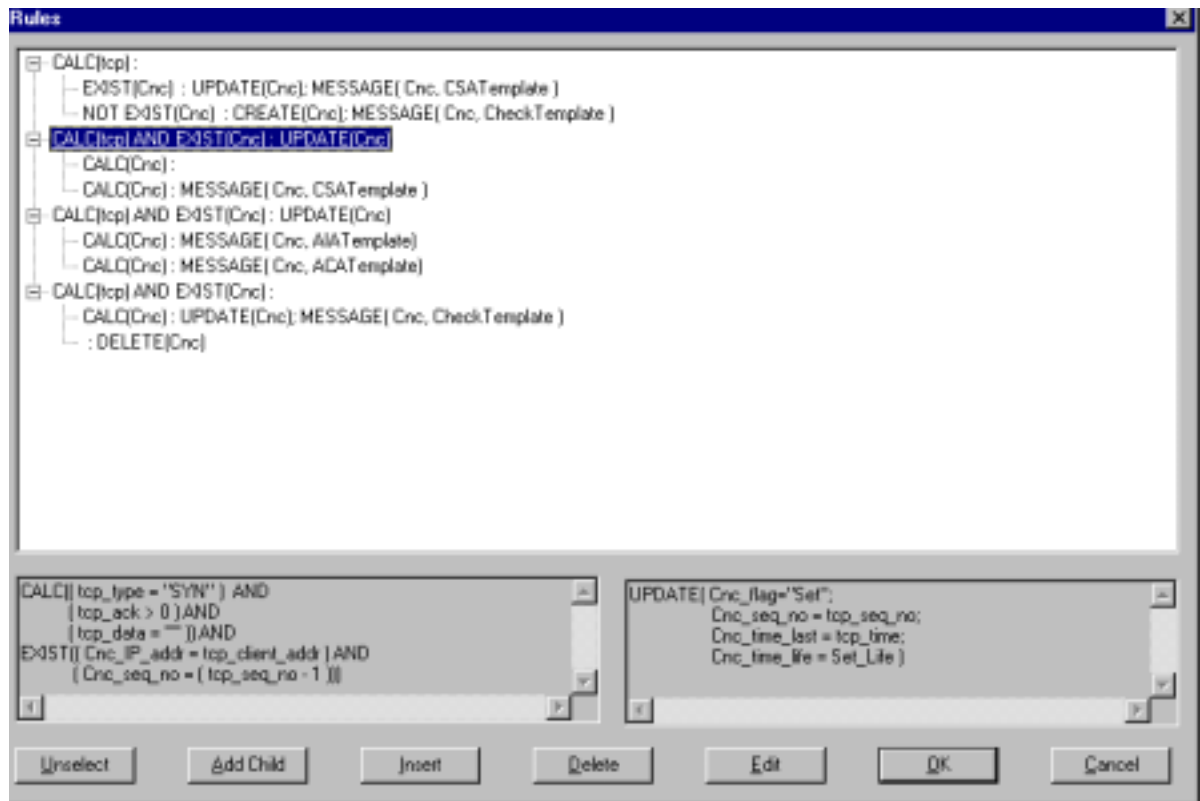 Rules
CALC(tcp) :
EXIST(Cnc) : UPDATE(Cnc); MESSAGE( Cnc, CSATemplate )
NOT EXIST(Cnc) : CREATE(Cnc); MESSAGE( Cnc, CheckTemplate )
CALC(tcp) AND EXIST(Cnc) : UPDATE(Cnc)
CALC(Cnc) :
CALC(Cnc) : MESSAGE( Cnc, CSATemplate )
CALC(tcp) AND EXIST(Cnc) : UPDATE(Cnc)
CALC(Cnc) : MESSAGE( Cnc, AIATemplate)
CALC(Cnc) : MESSAGE( Cnc, ACATemplate)
CALC(tcp) AND EXIST(Cnc) :
CALC(Cnc) : UPDATE(Cnc); MESSAGE( Cnc, CheckTemplate )
: DELETE(Cnc)
CALC(( tcp_type = "SYN" ) AND
( tcp_ack > 0 ) AND
( tcp_data = "" )) AND
EXIST(( Cnc_IP_addr = tcp_client_addr ) AND
( Cnc_seq_no = ( tcp_seq_no - 1 )))
UPDATE( Cnc_flag="Set";
Cnc_seq_no = tcp_seq_no;
Cnc_time_last = tcp_time;
Cnc_time_life = Set_Life )
Unselect Add Child Insert Delete Edit OK Cancel